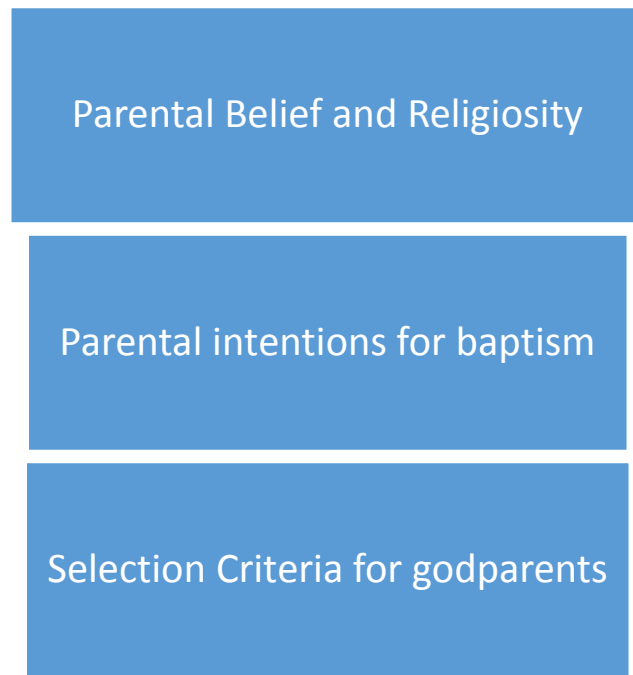 Parental Belief and Religiosity
Parental intentions for baptism
Selection Criteria for godparents